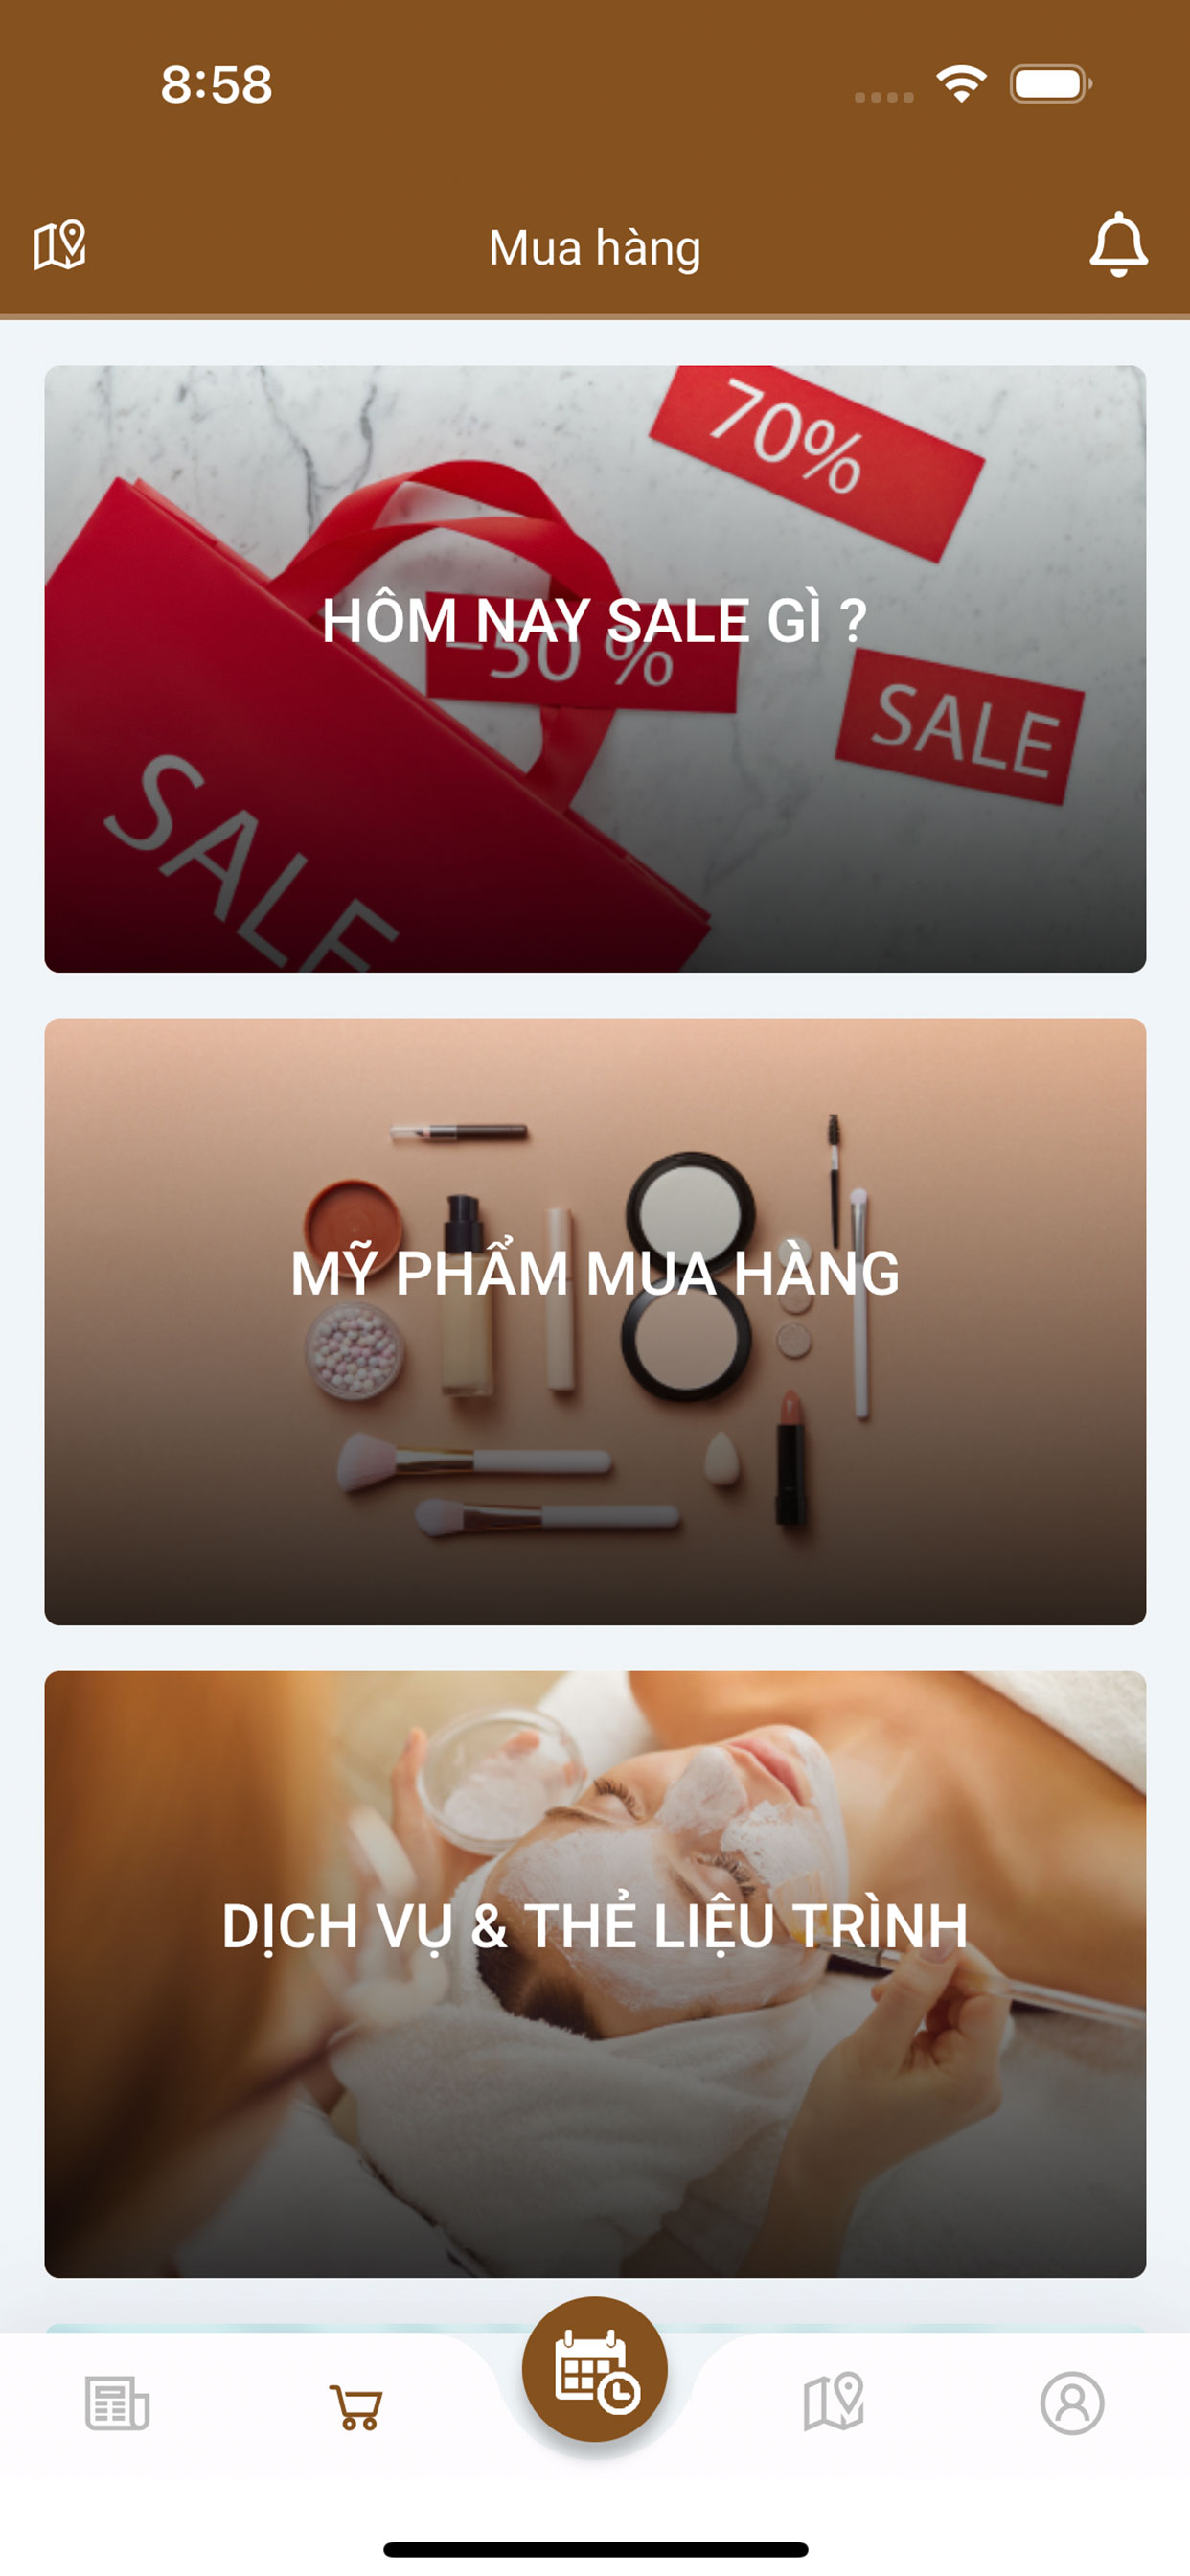 8:58
Mua hàng
70%
HÔM NAY SALE GÌ ?
-50 %
SALE
SALE
MỸ PHẨM MUA HÀNG
DỊCH VỤ & THẺ LIỆU TRÌNH